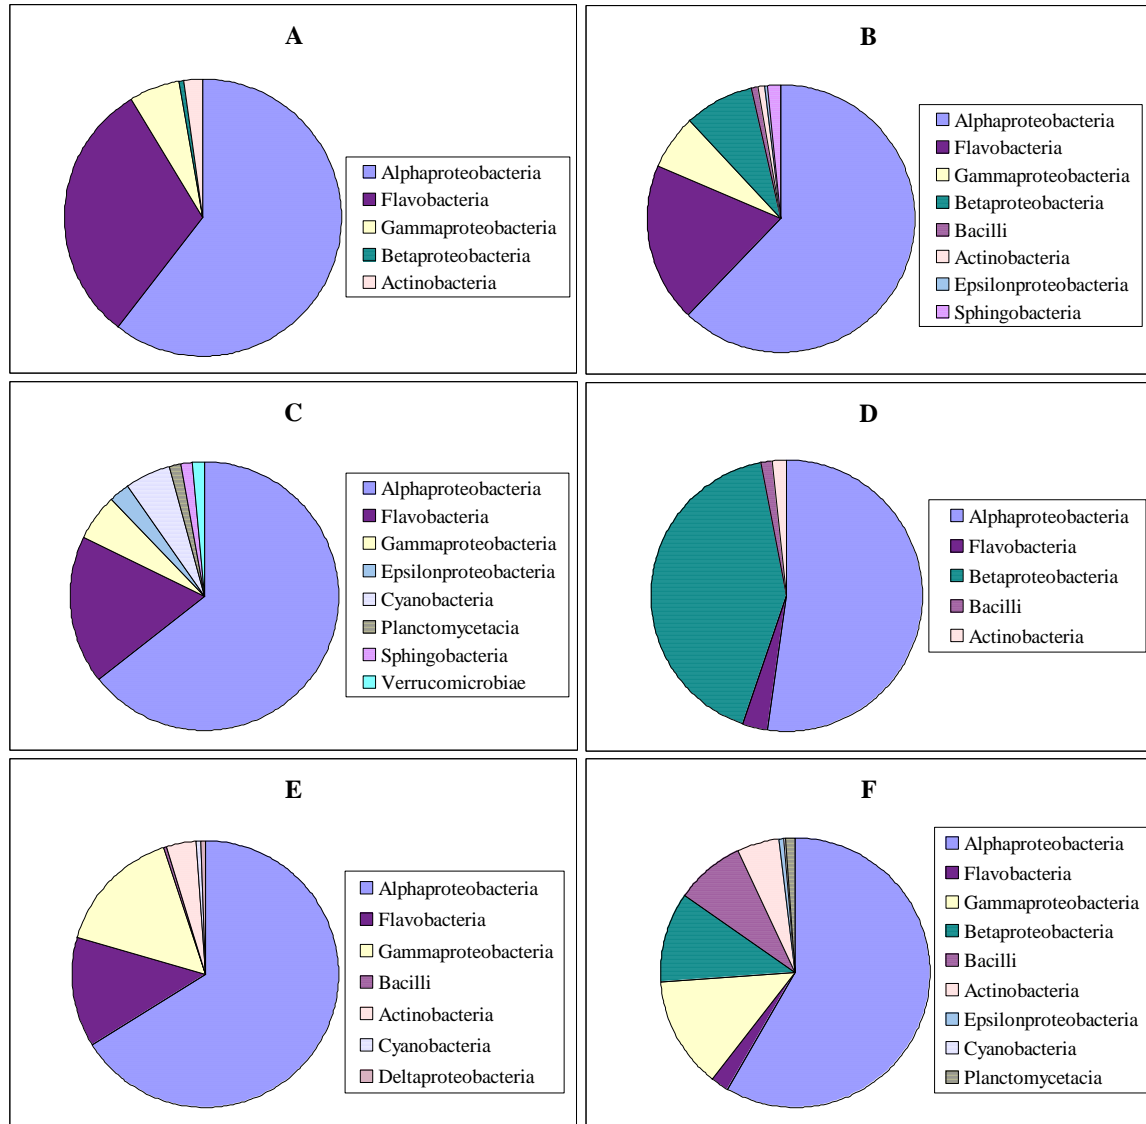 A
Alphaproteobacteria
Flavobacteria
Gammaproteobacteria
Betaproteobacteria
Actinobacteria
B
Alphaproteobacteria
Flavobacteria
Gammaproteobacteria
Betaproteobacteria
Bacilli
Actinobacteria
Epsilonproteobacteria
Sphingobacteria
C
Alphaproteobacteria
Flavobacteria
Gammaproteobacteria
Epsilonproteobacteria
Cyanobacteria
Planctomycetacia
Sphingobacteria
Verrucomicrobiae
D
Alphaproteobacteria
Flavobacteria
Betaproteobacteria
Bacilli
Actinobacteria
E
Alphaproteobacteria
Flavobacteria
Gammaproteobacteria
Bacilli
Actinobacteria
Cyanobacteria
Deltaproteobacteria
F
Alphaproteobacteria
Flavobacteria
Gammaproteobacteria
Betaproteobacteria
Bacilli
Actinobacteria
Epsilonproteobacteria
Cyanobacteria
Planctomycetacia